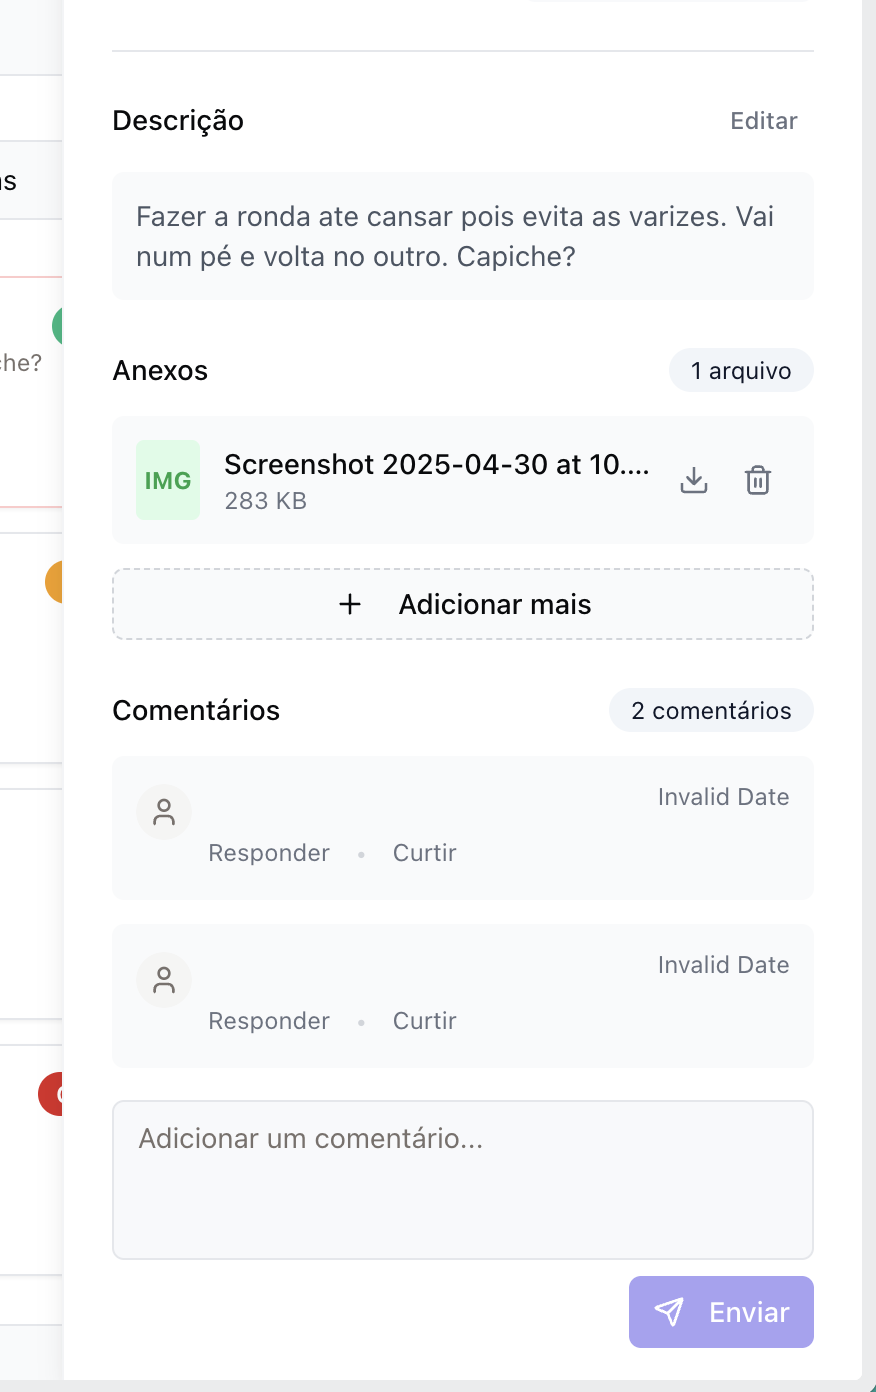 Descrição
Editar
Fazer a ronda ate cansar pois evita as varizes. Vai
num pé e volta no outro. Capiche?
che?
Anexos
1 arquivo
IMG
Screenshot 2025-04-30 at 10....
283 KB
+ Adicionar mais
Comentários
2 comentários
Invalid Date
Responder • Curtir
Invalid Date
Responder • Curtir
Adicionar um comentário...
Enviar